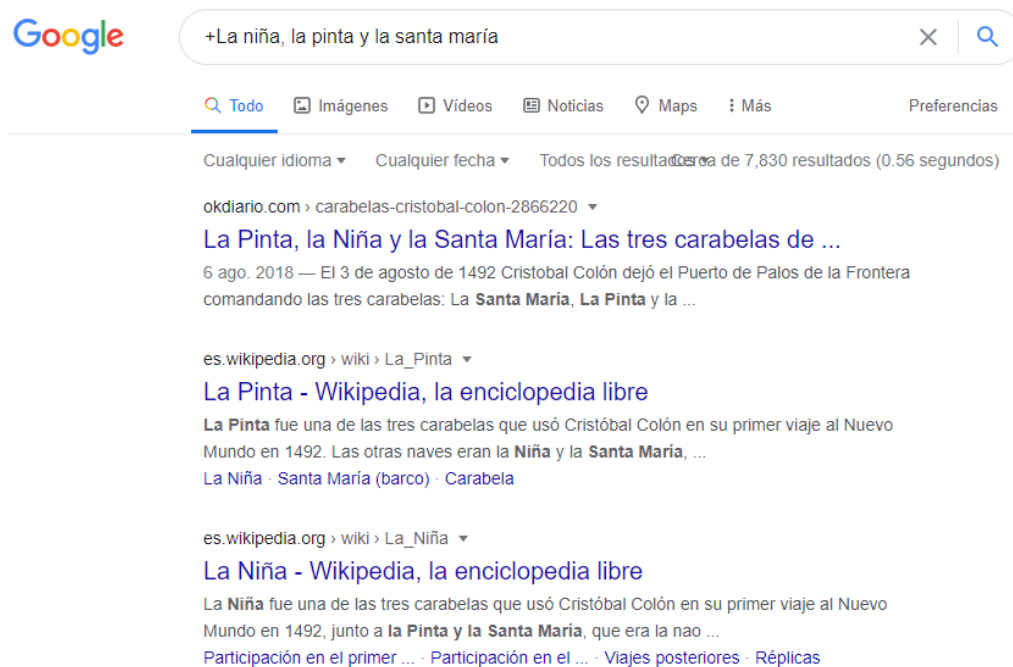 Google
+La niña, la pinta y la santa maría
Todo Imágenes Vídeos Noticias Maps Más Preferencias
Cualquier idioma Cualquier fecha Todos los resultados Cerca de 7,830 resultados (0.56 segundos)
okdiario.com › carabelas-cristobal-colon-2866220
La Pinta, la Niña y la Santa María: Las tres carabelas de ...
6 ago. 2018 — El 3 de agosto de 1492 Cristobal Colón dejó el Puerto de Palos de la Frontera
comandando las tres carabelas: La Santa María, La Pinta y la ...
es.wikipedia.org › wiki › La_Pinta
La Pinta - Wikipedia, la enciclopedia libre
La Pinta fue una de las tres carabelas que usó Cristóbal Colón en su primer viaje al Nuevo
Mundo en 1492. Las otras naves eran la Niña y la Santa María, ...
La Niña · Santa María (barco) · Carabela
es.wikipedia.org › wiki › La_Niña
La Niña - Wikipedia, la enciclopedia libre
La Niña fue una de las tres carabelas que usó Cristóbal Colón en su primer viaje al Nuevo
Mundo en 1492, junto a la Pinta y la Santa María, que era la nao ...
Participación en el primer ... · Participación en el ... · Viajes posteriores · Réplicas